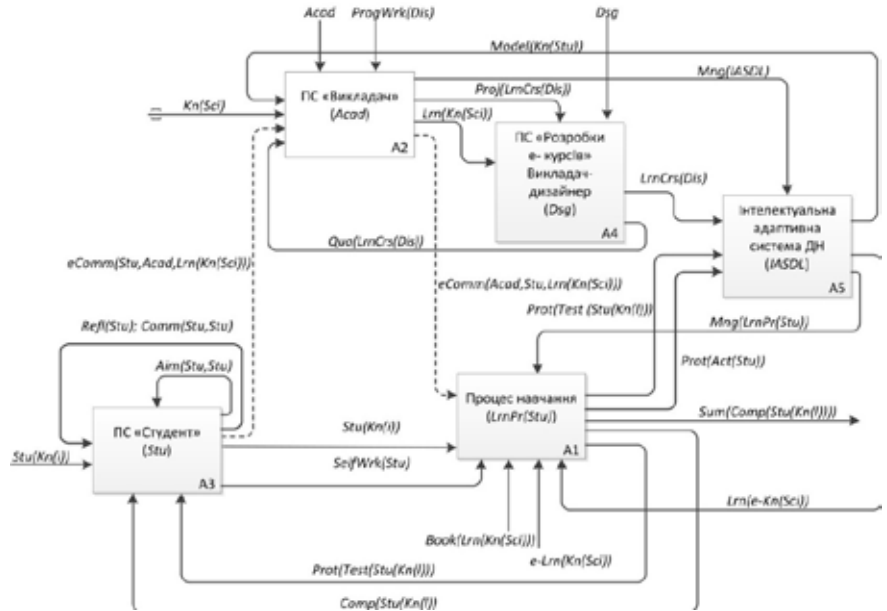 Acad
ProgWrk(Dis)
Dsg
Model(Kn(Stu))
Mng(IASDL)
Proj(LrnCrs(Dis))
Kn(Sci)
ПС «Викладач»
(Acad)
A2
Lrn(Kn(Sci))
ПС «Розробки
е- курсів»
Викладач-
дизайнер
(Dsg)
A4
LrnCrs(Dis)
Інтелектуальна
адаптивна
система ДН
(IASDL)
A5
Qua(LrnCrs(Dis))
eComm(Stu,Acad,Lrn(Kn(Sci)))
eComm(Acad,Stu,Lrn(Kn(Sci)))
Prot(Test (Stu(Kn(i)))
Mng(LrnPr(Stu))
Refl(Stu): Comm(Stu,Stu)
Aim(Stu,Stu)
Prot(Act(Stu))
Процес навчання
(LrnPr(Stu)
A1
Sum(Comp(Stu(Kn(i))))
ПС «Студент»
(Stu)
A3
Stu(Kn(i))
Stu(Kn(i))
SelfWrk(Stu)
Lrn(e-Kn(Sci))
Book(Lrn(Kn(Sci)))
e-Lrn(Kn(Sci))
Prot(Test(Stu(Kn(i))))
Comp(Stu(Kn(i))